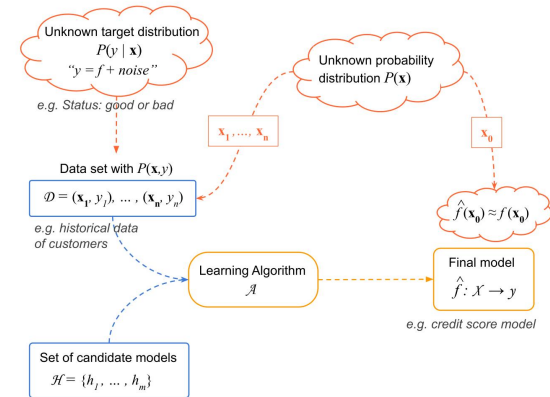 Unknown target distribution
P(y | x)
“y = f + noise”
e.g. Status: good or bad
Unknown probability
distribution P(x)
x₁, ..., xₙ
x₀
Data set with P(x,y)
𝒟 = (x₁, y₁), ... , (xₙ, yₙ)
e.g. historical data
of customers
f̂(x₀) ≈ f(x₀)
Learning Algorithm
𝒜
Final model
f̂ : 𝒳 → y
e.g. credit score model
Set of candidate models
ℋ = {h₁, ... , hₘ}